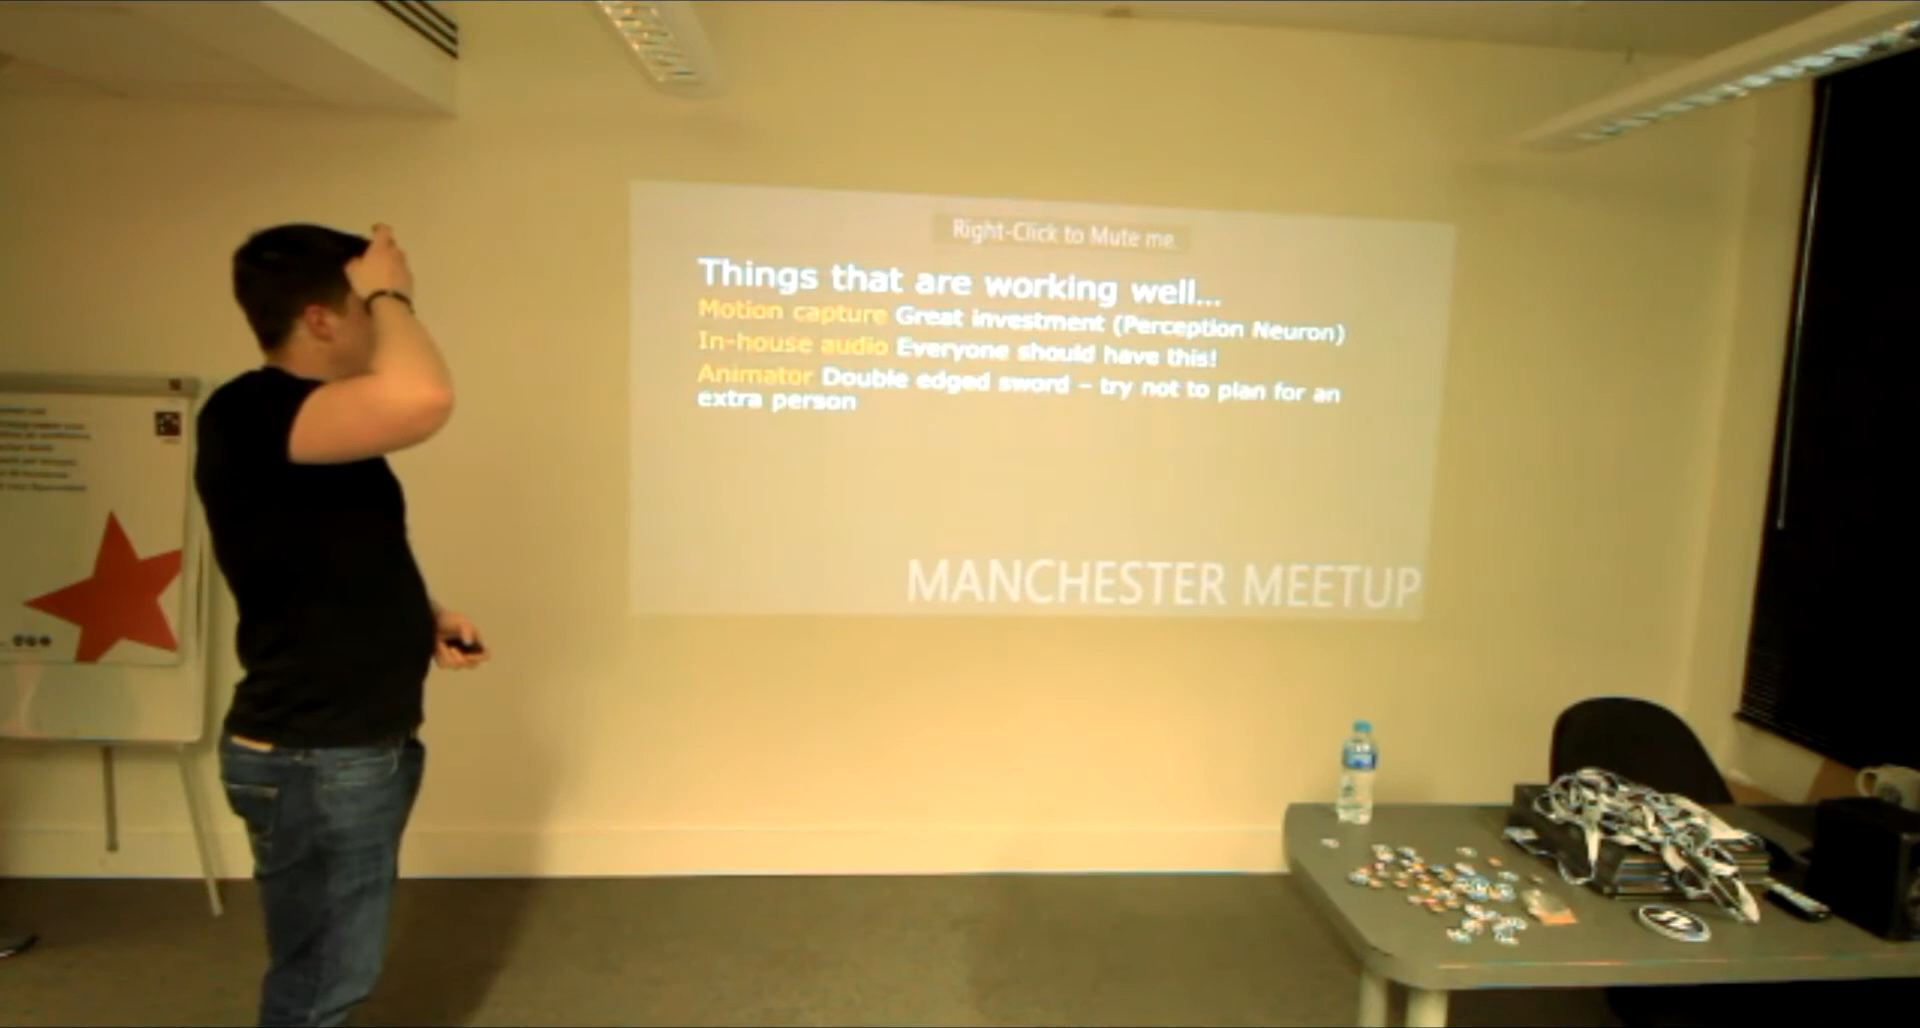 Right-Click to Mute me.
Things that are working well...
Motion capture Great investment (Perception Neuron)
In-house audio Everyone should have this!
Animator Double edged sword – try not to plan for an
extra person
MANCHESTER MEETUP